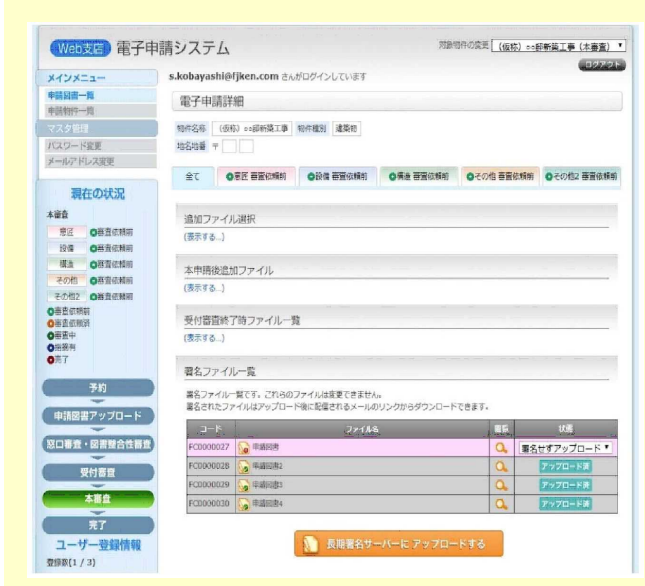 Web支店 電子申請システム
対象物件の変更 (仮称) ○○邸新築工事 (本審査)
ログアウト
メインメニュー
申請図書一覧
申請物件一覧
マスタ管理
パスワード変更
メールアドレス変更
現在の状況
本審査
意匠 審査依頼前
設備 審査依頼前
構造 審査依頼前
その他 審査依頼前
その他2 審査依頼前
審査依頼前
審査依頼済
審査中
指摘有
完了
予約
申請図書アップロード
窓口審査・図書整合性審査
受付審査
本審査
完了
ユーザー登録情報
登録数(1 / 3)
s.kobayashi@fjken.com さんがログインしています
電子申請詳細
物件名称 (仮称) ○○邸新築工事 物件種別 建築物
地名地番 〒
全て 意匠 審査依頼前 設備 審査依頼前 構造 審査依頼前 その他 審査依頼前 その他2 審査依頼前
追加ファイル選択
(表示する...)
本申請後追加ファイル
(表示する...)
受付審査終了時ファイル一覧
(表示する...)
署名ファイル一覧
署名ファイル一覧です。これらのファイルは変更できません。
署名されたファイルはアップロード後に配信されるメールのリンクからダウンロードできます。
コード ファイル名 状態
FC0000027 申請図書 署名せずアップロード
FC0000028 申請図書2 アップロード済
FC0000029 申請図書3 アップロード済
FC0000030 申請図書4 アップロード済
長期署名サーバーに アップロードする